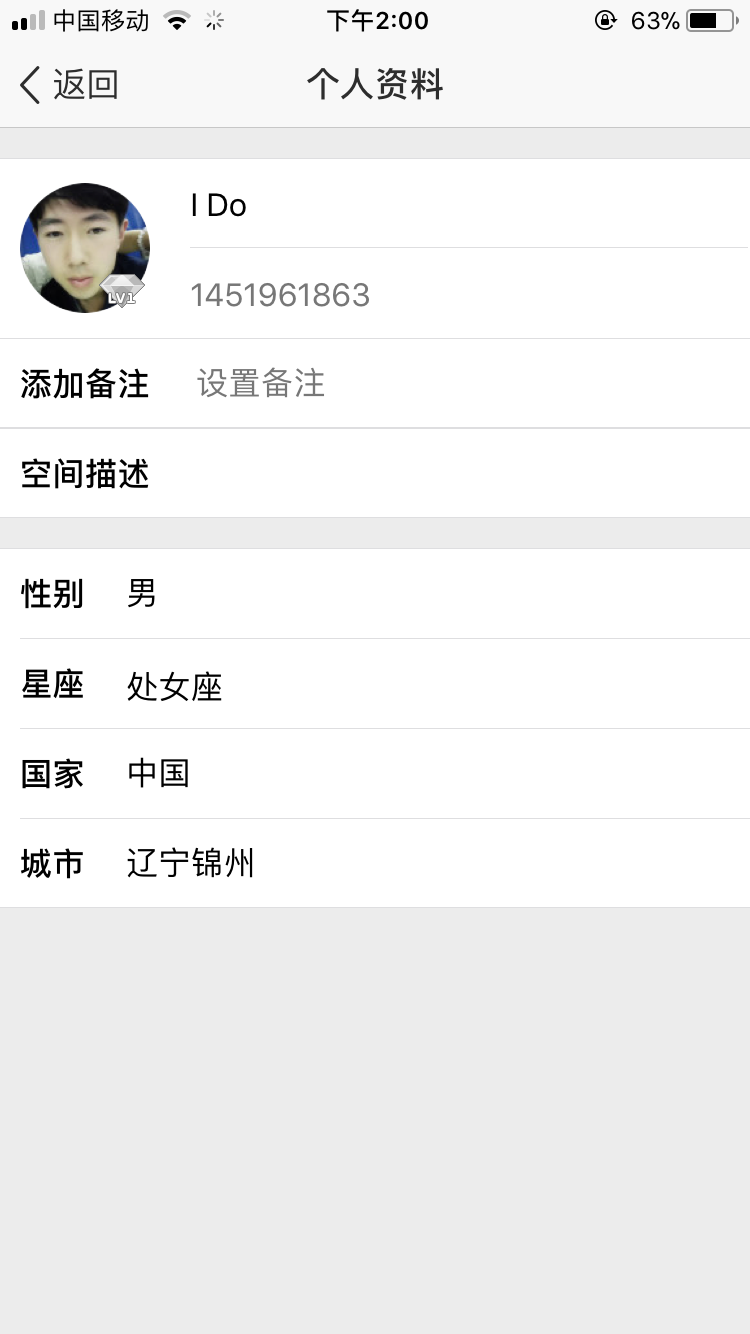 中国移动 下午2:00 63%
返回 个人资料
I Do
LV1
1451961863
添加备注 设置备注
空间描述
性别 男
星座 处女座
国家 中国
城市 辽宁锦州